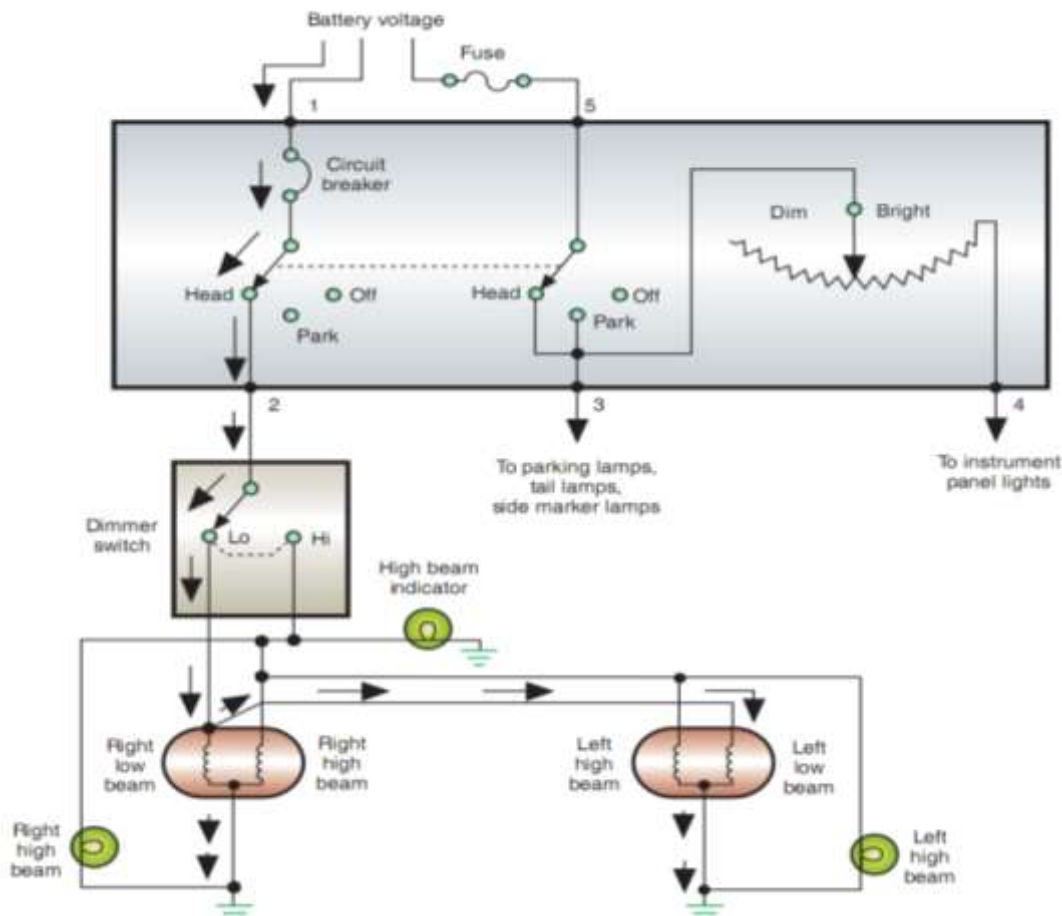 Battery voltage
Fuse
1
5
Circuit
breaker
Dim
Bright
Head
Off
Park
Head
Off
Park
2
3
4
To parking lamps,
tail lamps,
side marker lamps
To instrument
panel lights
Dimmer
switch
Lo
Hi
High beam
indicator
Right
low
beam
Right
high
beam
Left
high
beam
Left
low
beam
Right
high
beam
Left
high
beam